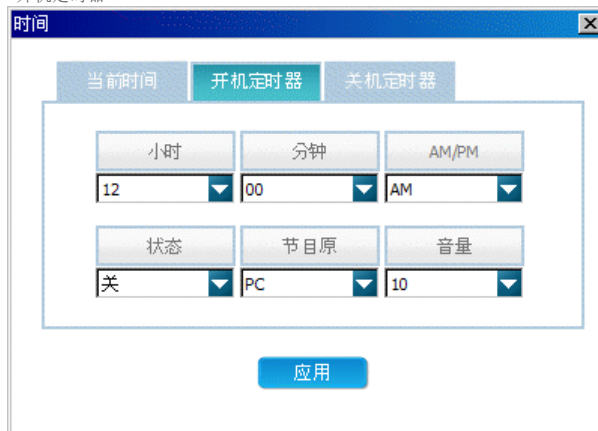 时间
当前时间 开机定时器 关机定时器
小时 分钟 AM/PM
12 00 AM
状态 节目原 音量
关 PC 10
应用